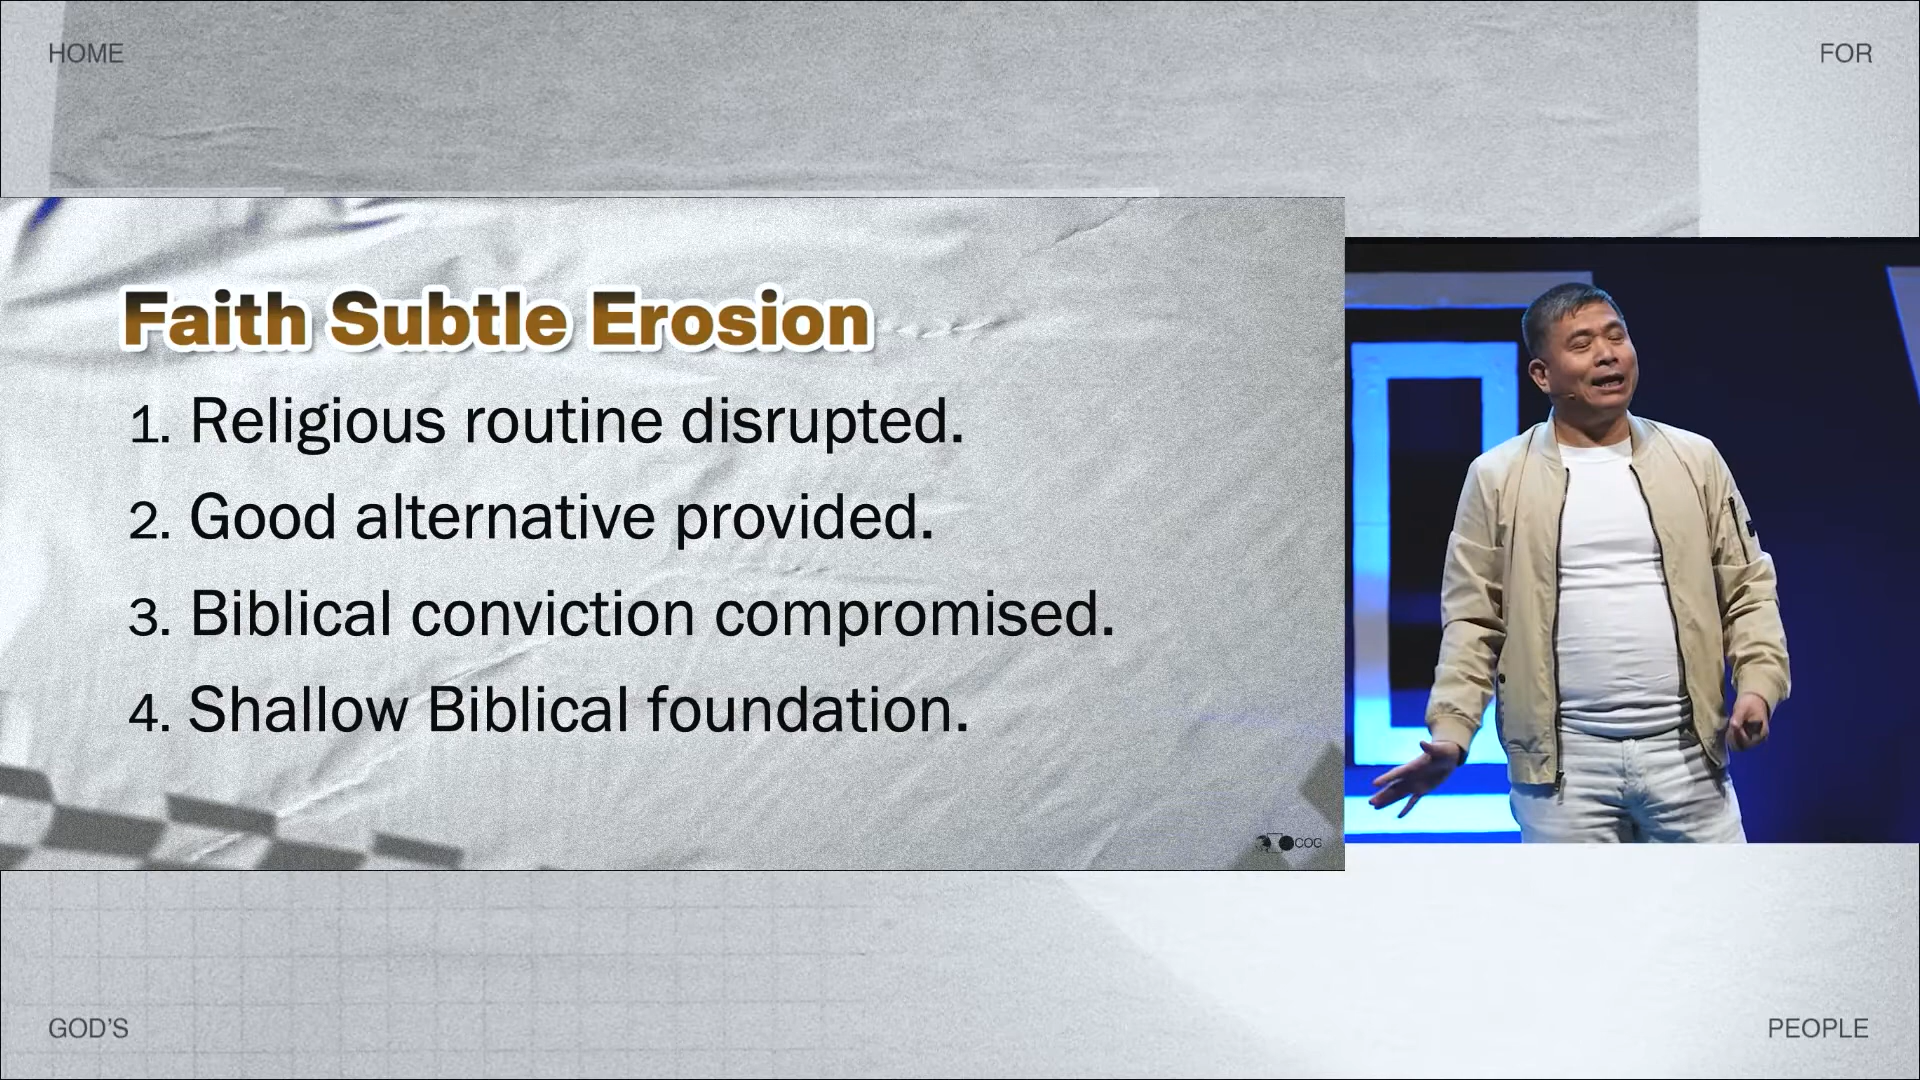 HOME
FOR
Faith Subtle Erosion
1. Religious routine disrupted.
2. Good alternative provided.
3. Biblical conviction compromised.
4. Shallow Biblical foundation.
COG
GOD'S
PEOPLE